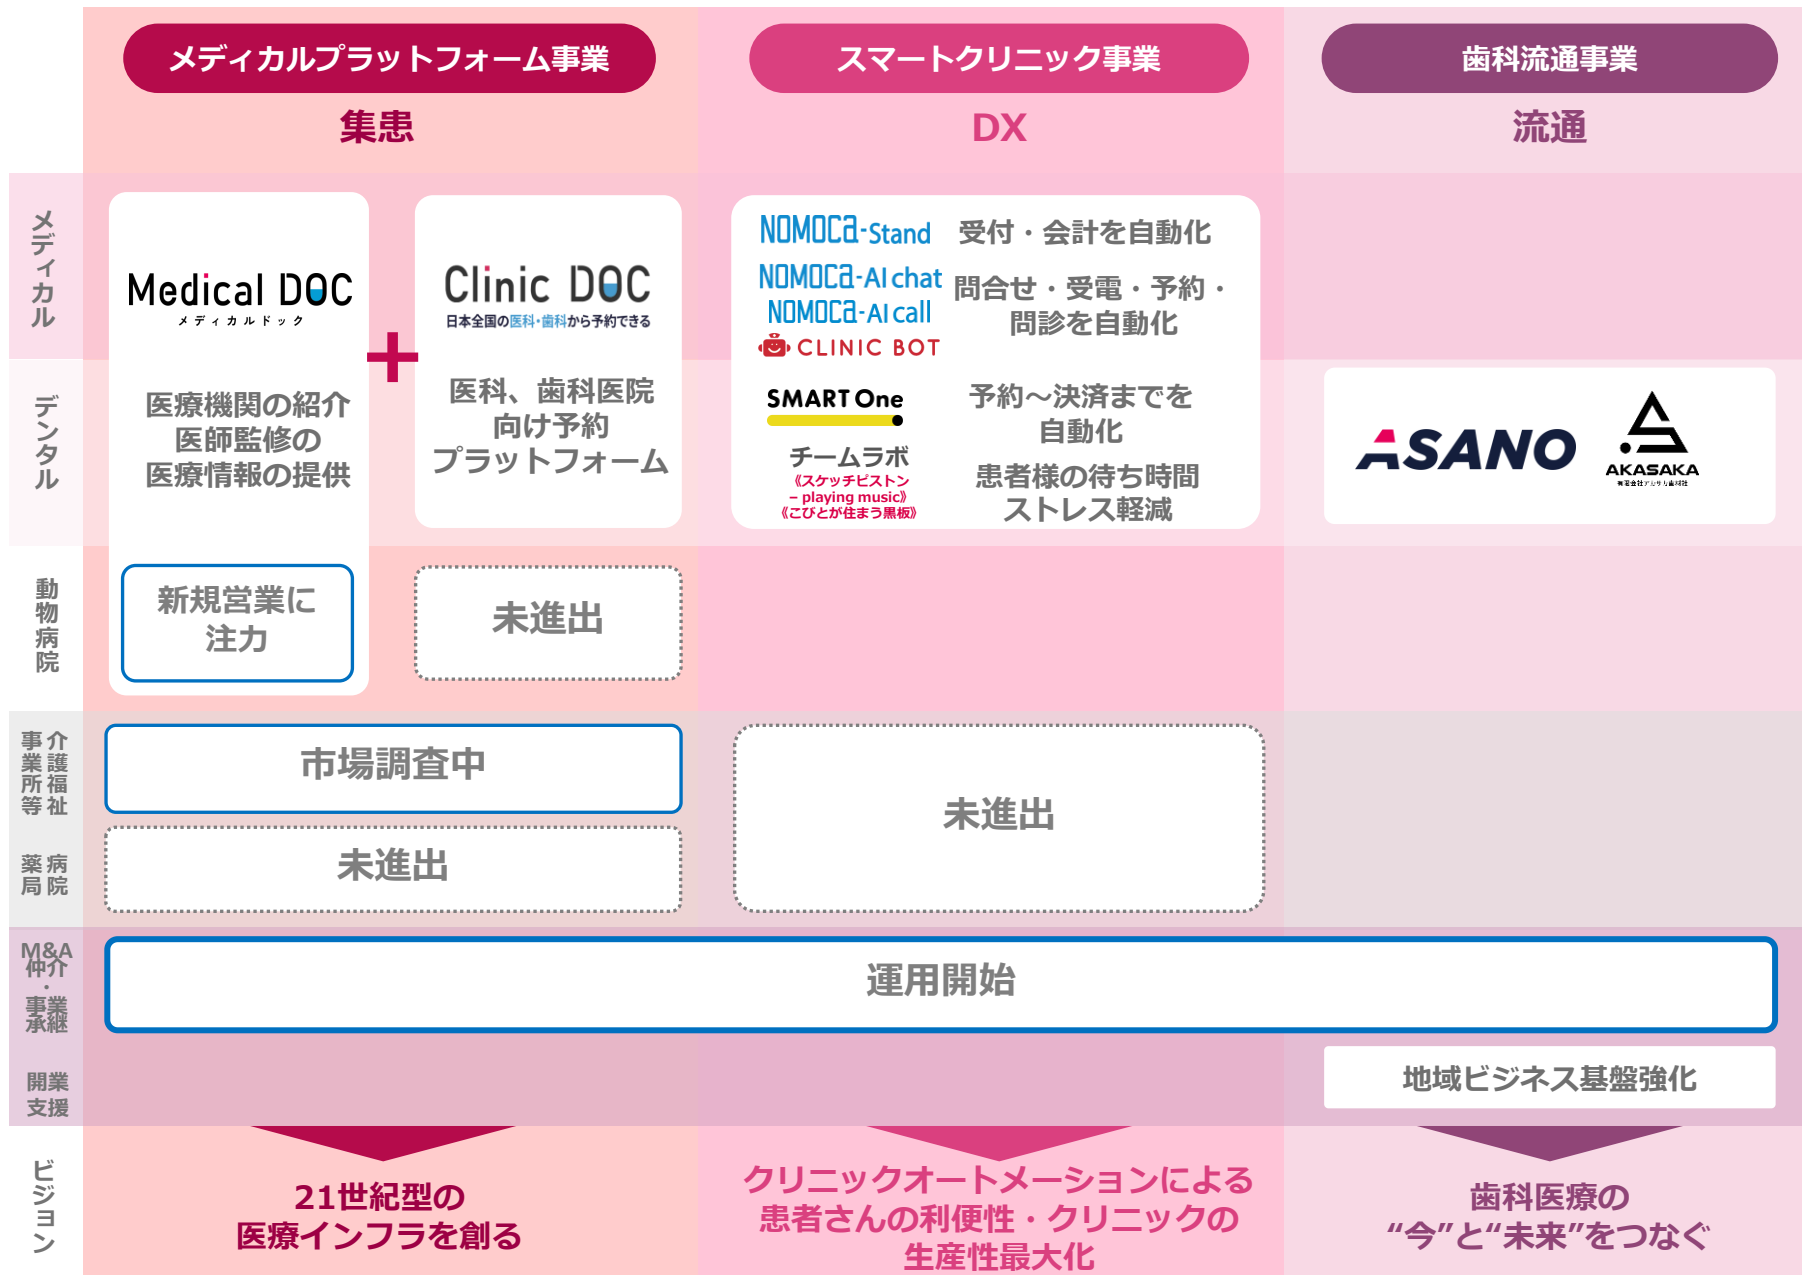 メディカルプラットフォーム事業
集患
スマートクリニック事業
DX
歯科流通事業
流通
メディカル
デンタル
動物病院
介護福祉
事業所等
病院
薬局
M&A
仲介
・
事業
承継
開業
支援
ビジョン
Medical DOC
メディカルドック
医療機関の紹介
医師監修の
医療情報の提供
新規営業に
注力
+
Clinic DOC
日本全国の医科・歯科から予約できる
医科、歯科医院
向け予約
プラットフォーム
未進出
NOMOCa-Stand
受付・会計を自動化
NOMOCa-AI chat
NOMOCa-AI call
CLINIC BOT
問合せ・受電・予約・
問診を自動化
SMART One
予約～決済までを
自動化
チームラボ
《スケッチピストン
– playing music》
《こびとが住まう黒板》
患者様の待ち時間
ストレス軽減
ASANO
AKASAKA
有限会社アカサカ歯材社
市場調査中
未進出
未進出
運用開始
地域ビジネス基盤強化
21世紀型の
医療インフラを創る
クリニックオートメーションによる
患者さんの利便性・クリニックの
生産性最大化
歯科医療の
“今”と“未来”をつなぐ